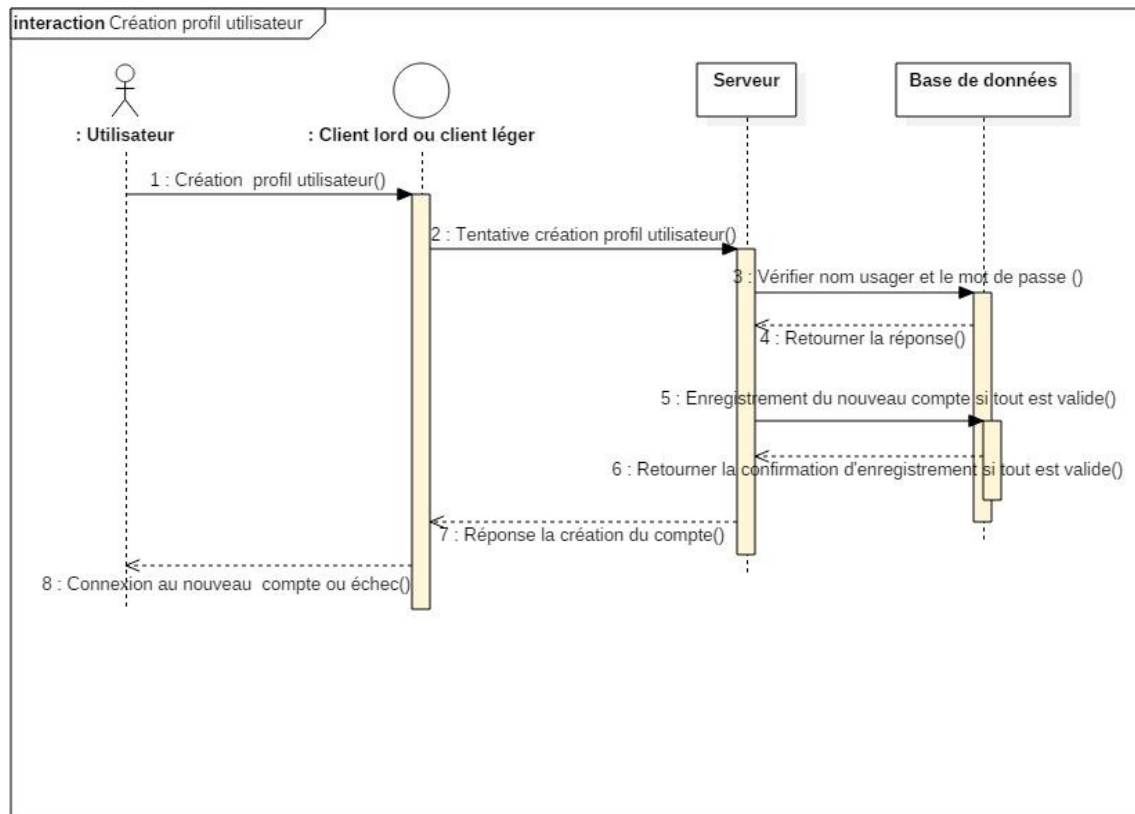 interaction Création profil utilisateur
Serveur
Base de données
: Utilisateur
: Client lord ou client léger
1 : Création profil utilisateur()
2 : Tentative création profil utilisateur()
3 : Vérifier nom usager et le mot de passe ()
4 : Retourner la réponse()
5 : Enregistrement du nouveau compte si tout est valide()
6 : Retourner la confirmation d'enregistrement si tout est valide()
7 : Réponse la création du compte()
8 : Connexion au nouveau compte ou échec()